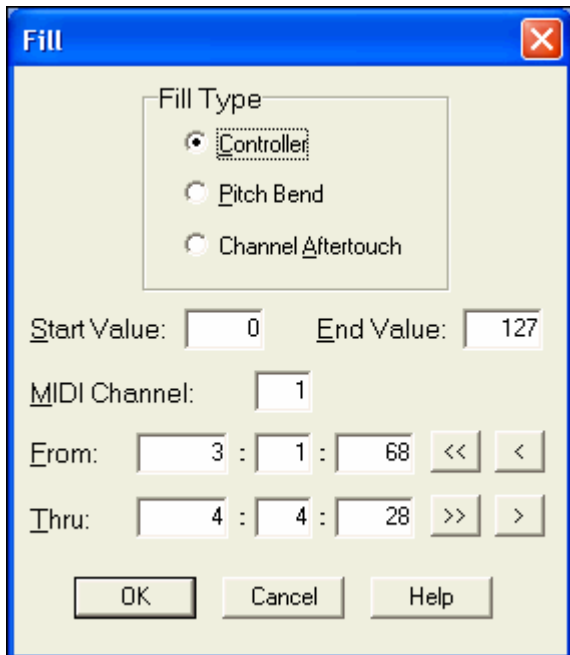 Fill
Fill Type
Controller
Pitch Bend
Channel Aftertouch
Start Value: 0 End Value: 127
MIDI Channel: 1
From: 3 : 1 : 68 << <
Thru: 4 : 4 : 28 >> >
OK Cancel Help